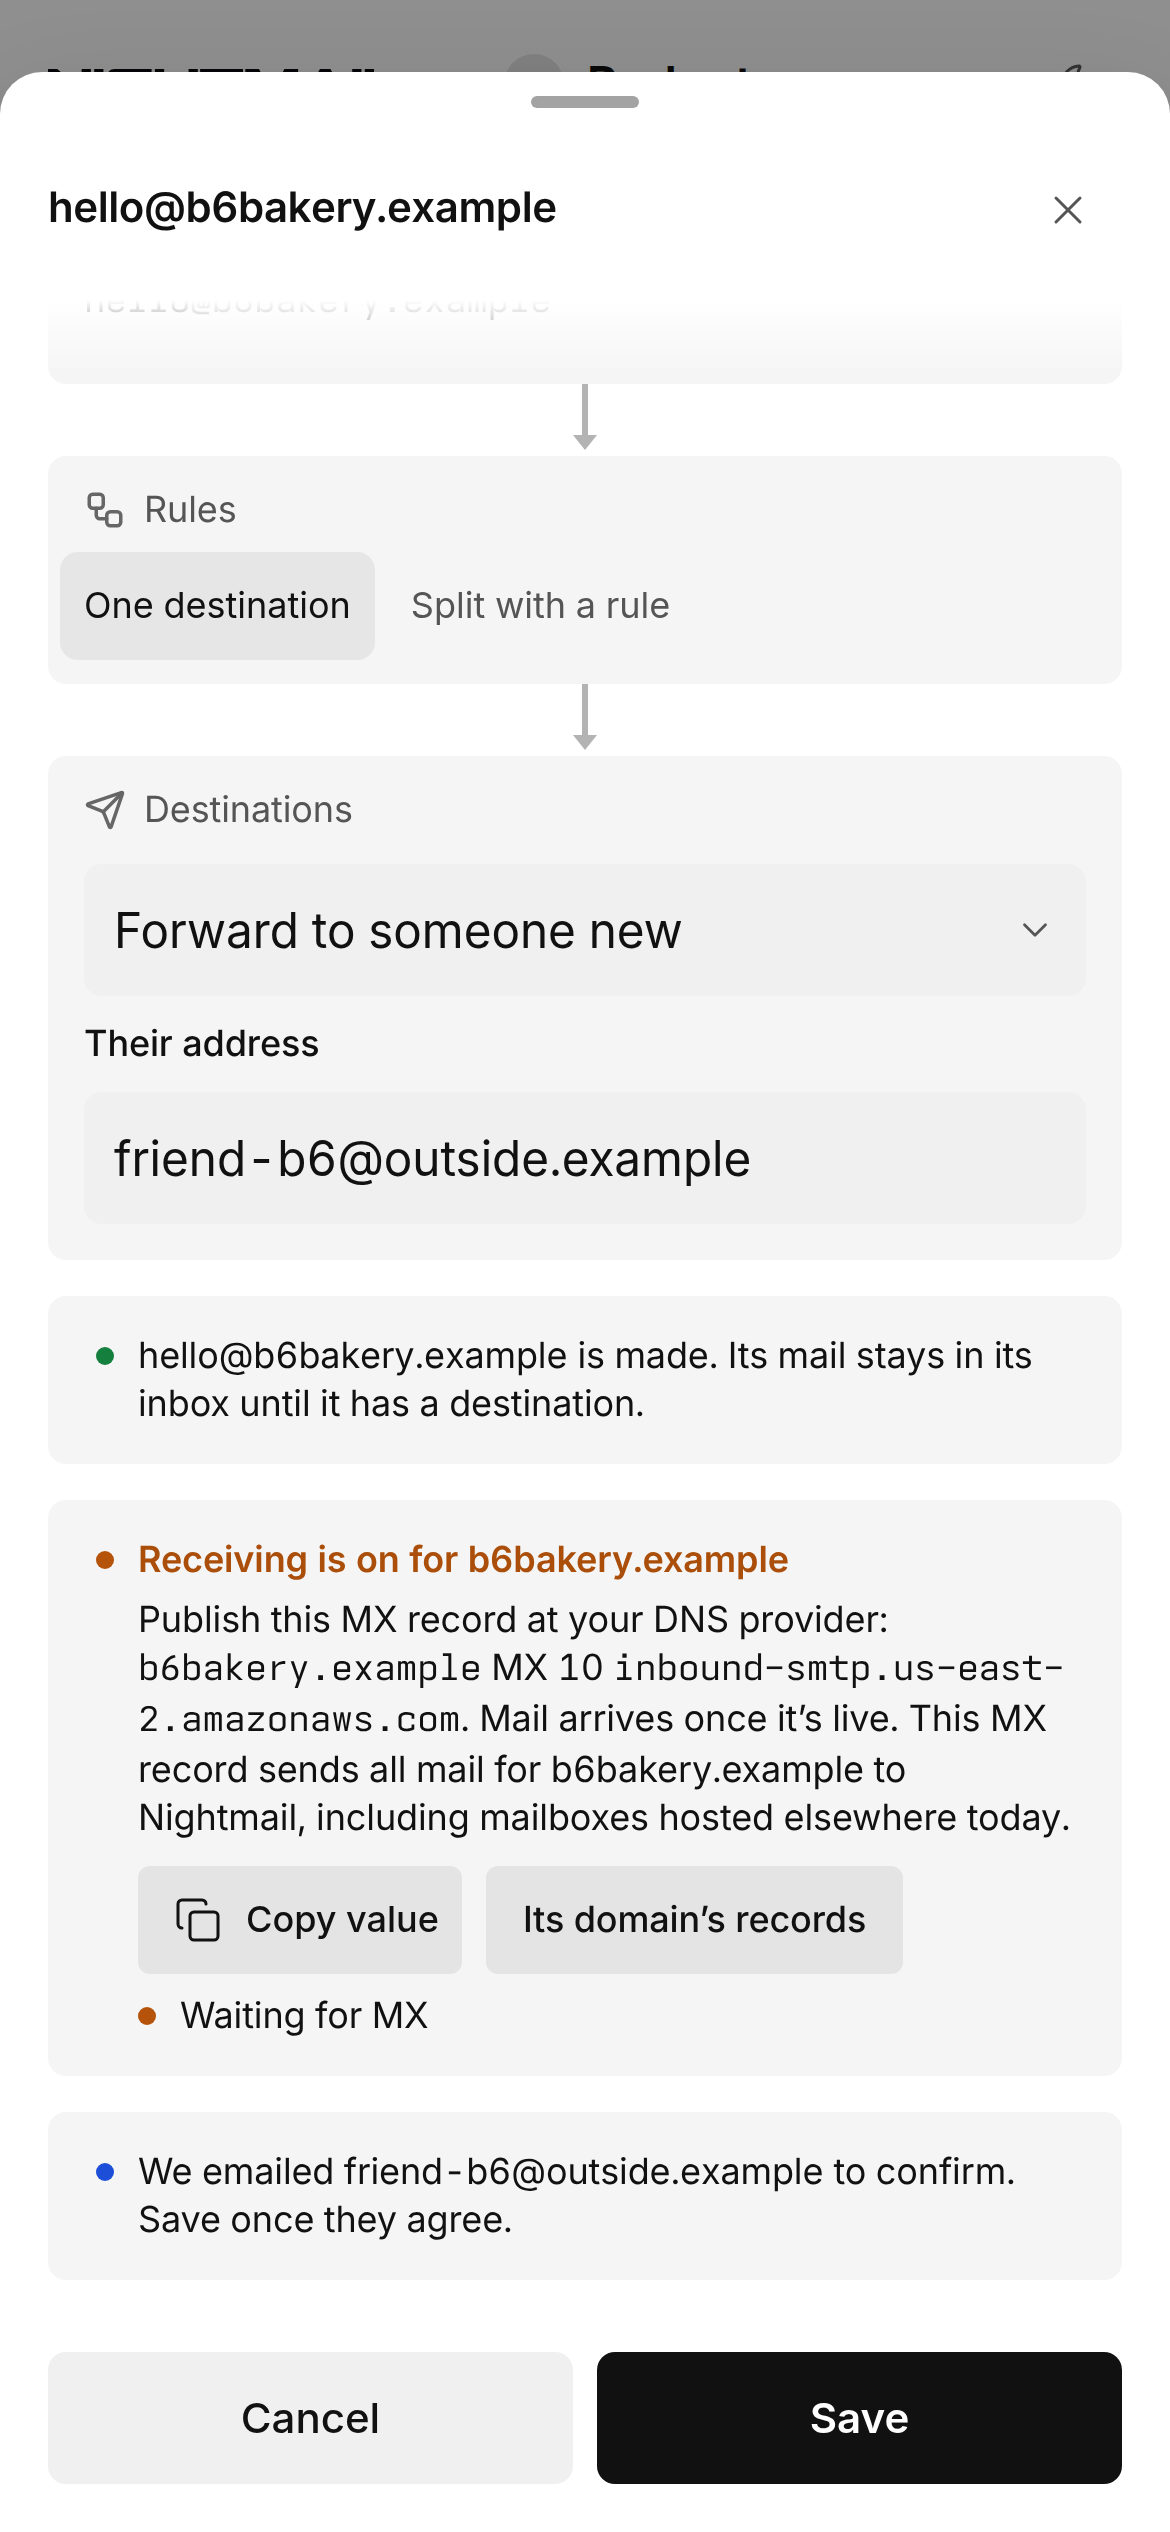 hello@b6bakery.example
hello@b6bakery.example
Rules
One destination
Split with a rule
Destinations
Forward to someone new
Their address
friend-b6@outside.example
hello@b6bakery.example is made. Its mail stays in its
inbox until it has a destination.
Receiving is on for b6bakery.example
Publish this MX record at your DNS provider:
b6bakery.example MX 10 inbound-smtp.us-east-
2.amazonaws.com. Mail arrives once it’s live. This MX
record sends all mail for b6bakery.example to
Nightmail, including mailboxes hosted elsewhere today.
Copy value
Its domain’s records
Waiting for MX
We emailed friend-b6@outside.example to confirm.
Save once they agree.
Cancel
Save